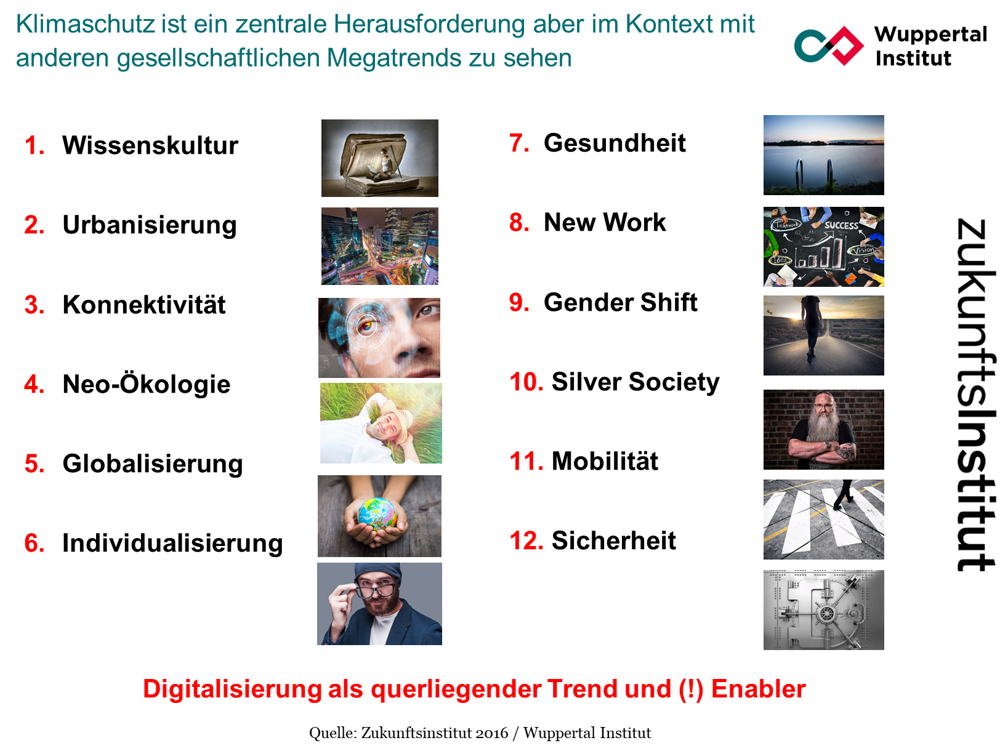 Klimaschutz ist ein zentrale Herausforderung aber im Kontext mit
anderen gesellschaftlichen Megatrends zu sehen
Wuppertal
Institut
1. Wissenskultur
2. Urbanisierung
3. Konnektivität
4. Neo-Ökologie
5. Globalisierung
6. Individualisierung
7. Gesundheit
8. New Work
Teamwork
SUCCESS
Vision
Idea
9. Gender Shift
10. Silver Society
11. Mobilität
12. Sicherheit
zukunftsInstitut
Digitalisierung als querliegender Trend und (!) Enabler
Quelle: Zukunftsinstitut 2016 / Wuppertal Institut